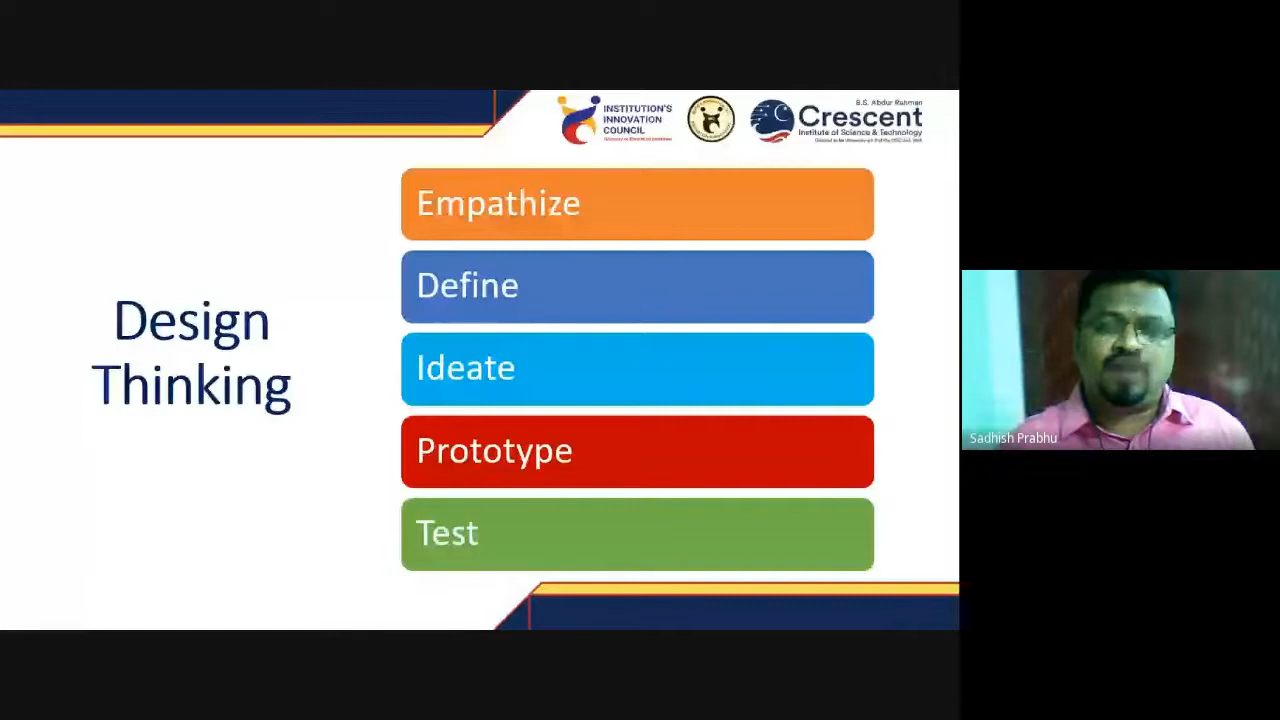 INSTITUTION'S
INNOVATION
COUNCIL
B.S. Abdur Rahman
Crescent
Institute of Science & Technology
Design
Thinking
Empathize
Define
Ideate
Prototype
Test
Sadhish Prabhu